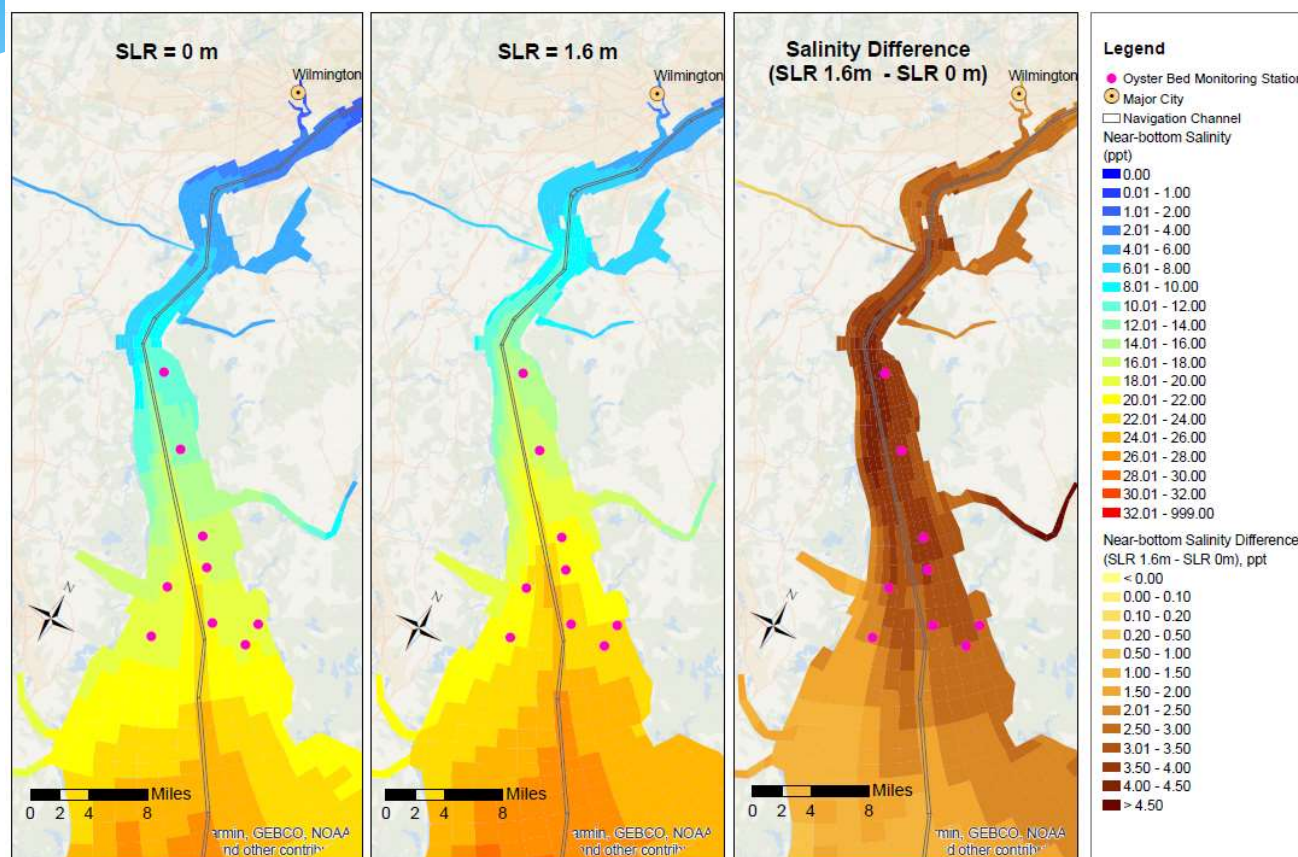 SLR = 0 m
Wilmington
N
Miles
0 2 4 8
GEBCO, NOAA
SLR = 1.6 m
Wilmington
N
Miles
0 2 4 8
GEBCO, NOAA
Salinity Difference
(SLR 1.6m - SLR 0 m)
Wilmington
N
Miles
0 2 4 8
GEBCO, NOAA
Legend
Oyster Bed Monitoring Station
Major City
Navigation Channel
Near-bottom Salinity
(ppt)
0.00
0.01 - 1.00
1.01 - 2.00
2.01 - 4.00
4.01 - 6.00
6.01 - 8.00
8.01 - 10.00
10.01 - 12.00
12.01 - 14.00
14.01 - 16.00
16.01 - 18.00
18.01 - 20.00
20.01 - 22.00
22.01 - 24.00
24.01 - 26.00
26.01 - 28.00
28.01 - 30.00
30.01 - 32.00
32.01 - 999.00
Near-bottom Salinity Difference
(SLR 1.6m - SLR 0m), ppt
< 0.00
0.00 - 0.10
0.10 - 0.20
0.20 - 0.50
0.50 - 1.00
1.00 - 1.50
1.50 - 2.00
2.01 - 2.50
2.50 - 3.00
3.01 - 3.50
3.50 - 4.00
4.00 - 4.50
> 4.50